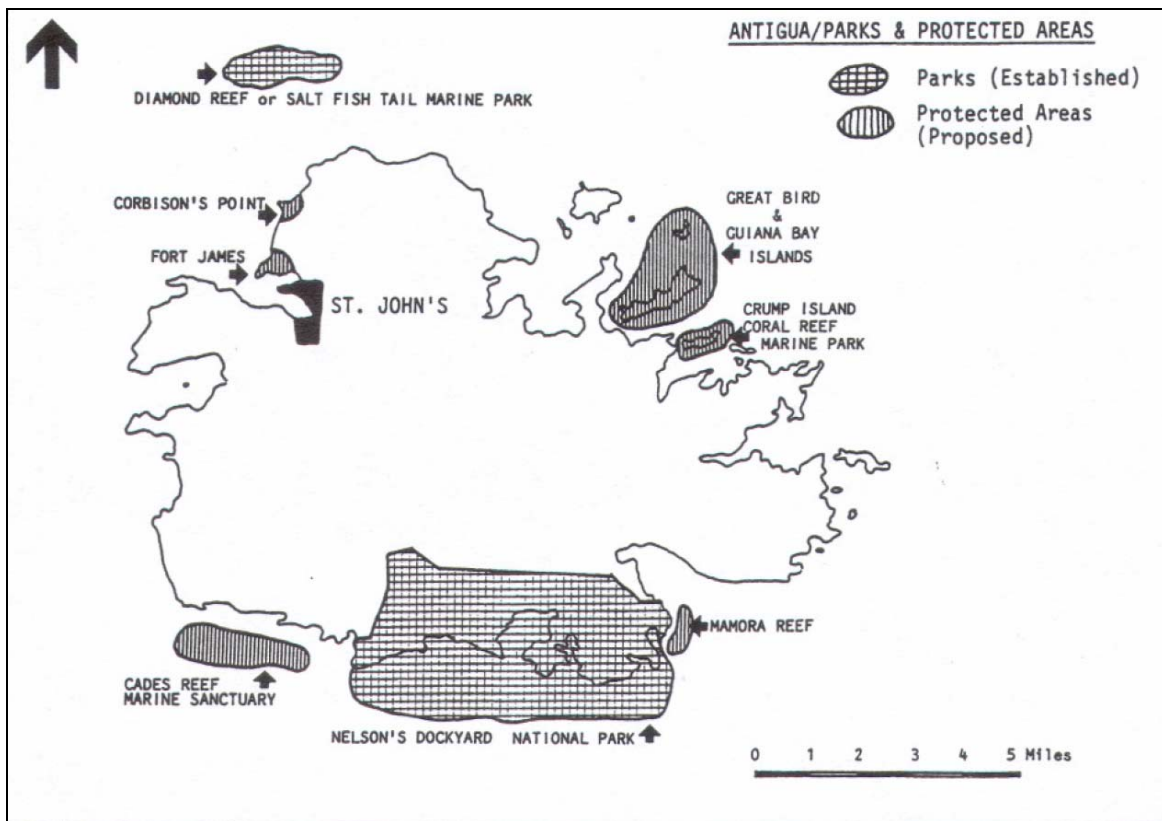 ANTIGUA/PARKS & PROTECTED AREAS
Parks (Established)
Protected Areas
(Proposed)
DIAMOND REEF or SALT FISH TAIL MARINE PARK
CORBISON'S POINT
FORT JAMES
ST. JOHN'S
GREAT BIRD
&
GUIANA BAY
ISLANDS
CRUMP ISLAND
CORAL REEF
MARINE PARK
MAMORA REEF
CADES REEF
MARINE SANCTUARY
NELSON'S DOCKYARD NATIONAL PARK
0 1 2 3 4 5 Miles